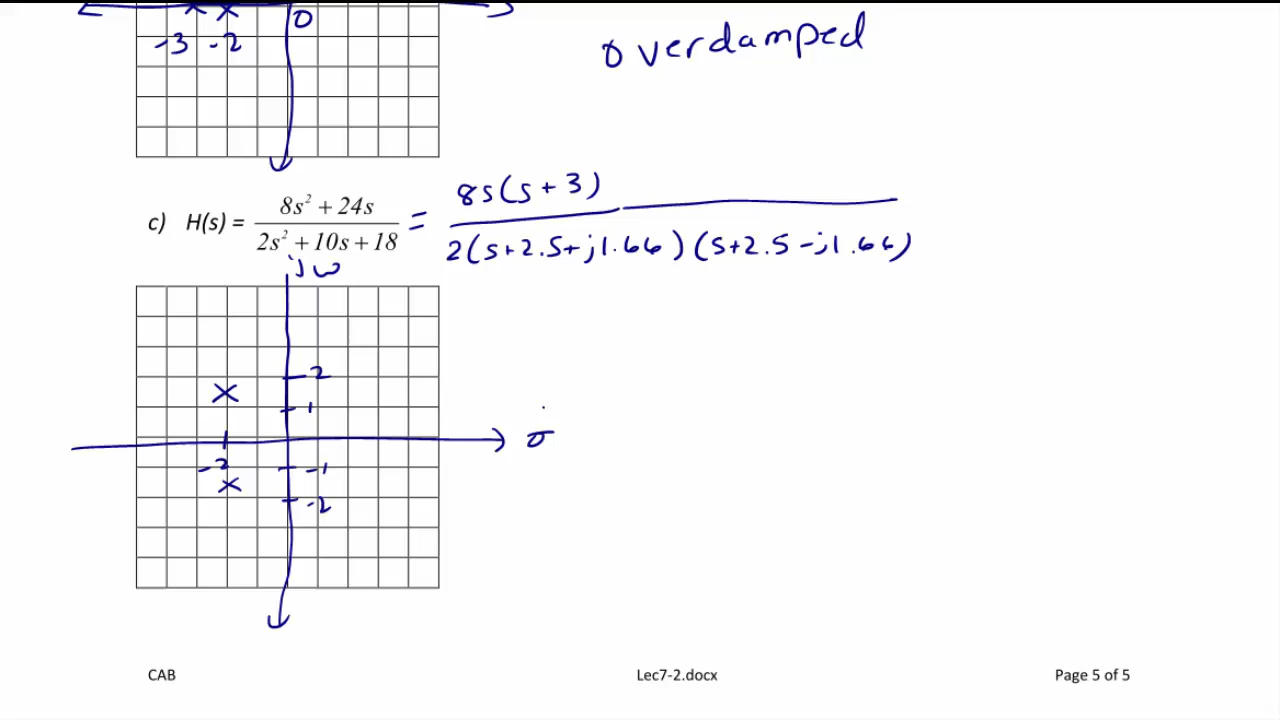 0
-3 -2
overdamped
c) H(s) = 8s² + 24s / 2s² + 10s + 18 = 8s(s + 3) / 2(s+2.5+j1.66)(s+2.5-j1.66)
jω
2
1
σ
-2
-1
-2
CAB Lec7-2.docx Page 5 of 5